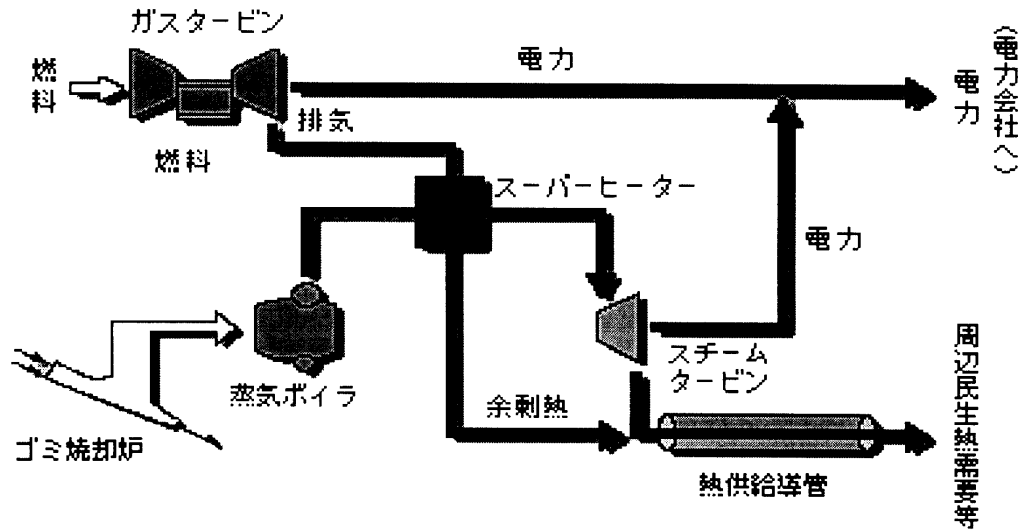 ガスタービン
燃料
電力
電力
(電力会社へ)
排気
燃料
スーパーヒーター
電力
蒸気ボイラ
スチーム
タービン
周辺民生熱需要等
余剰熱
ゴミ焼却炉
熱供給導管